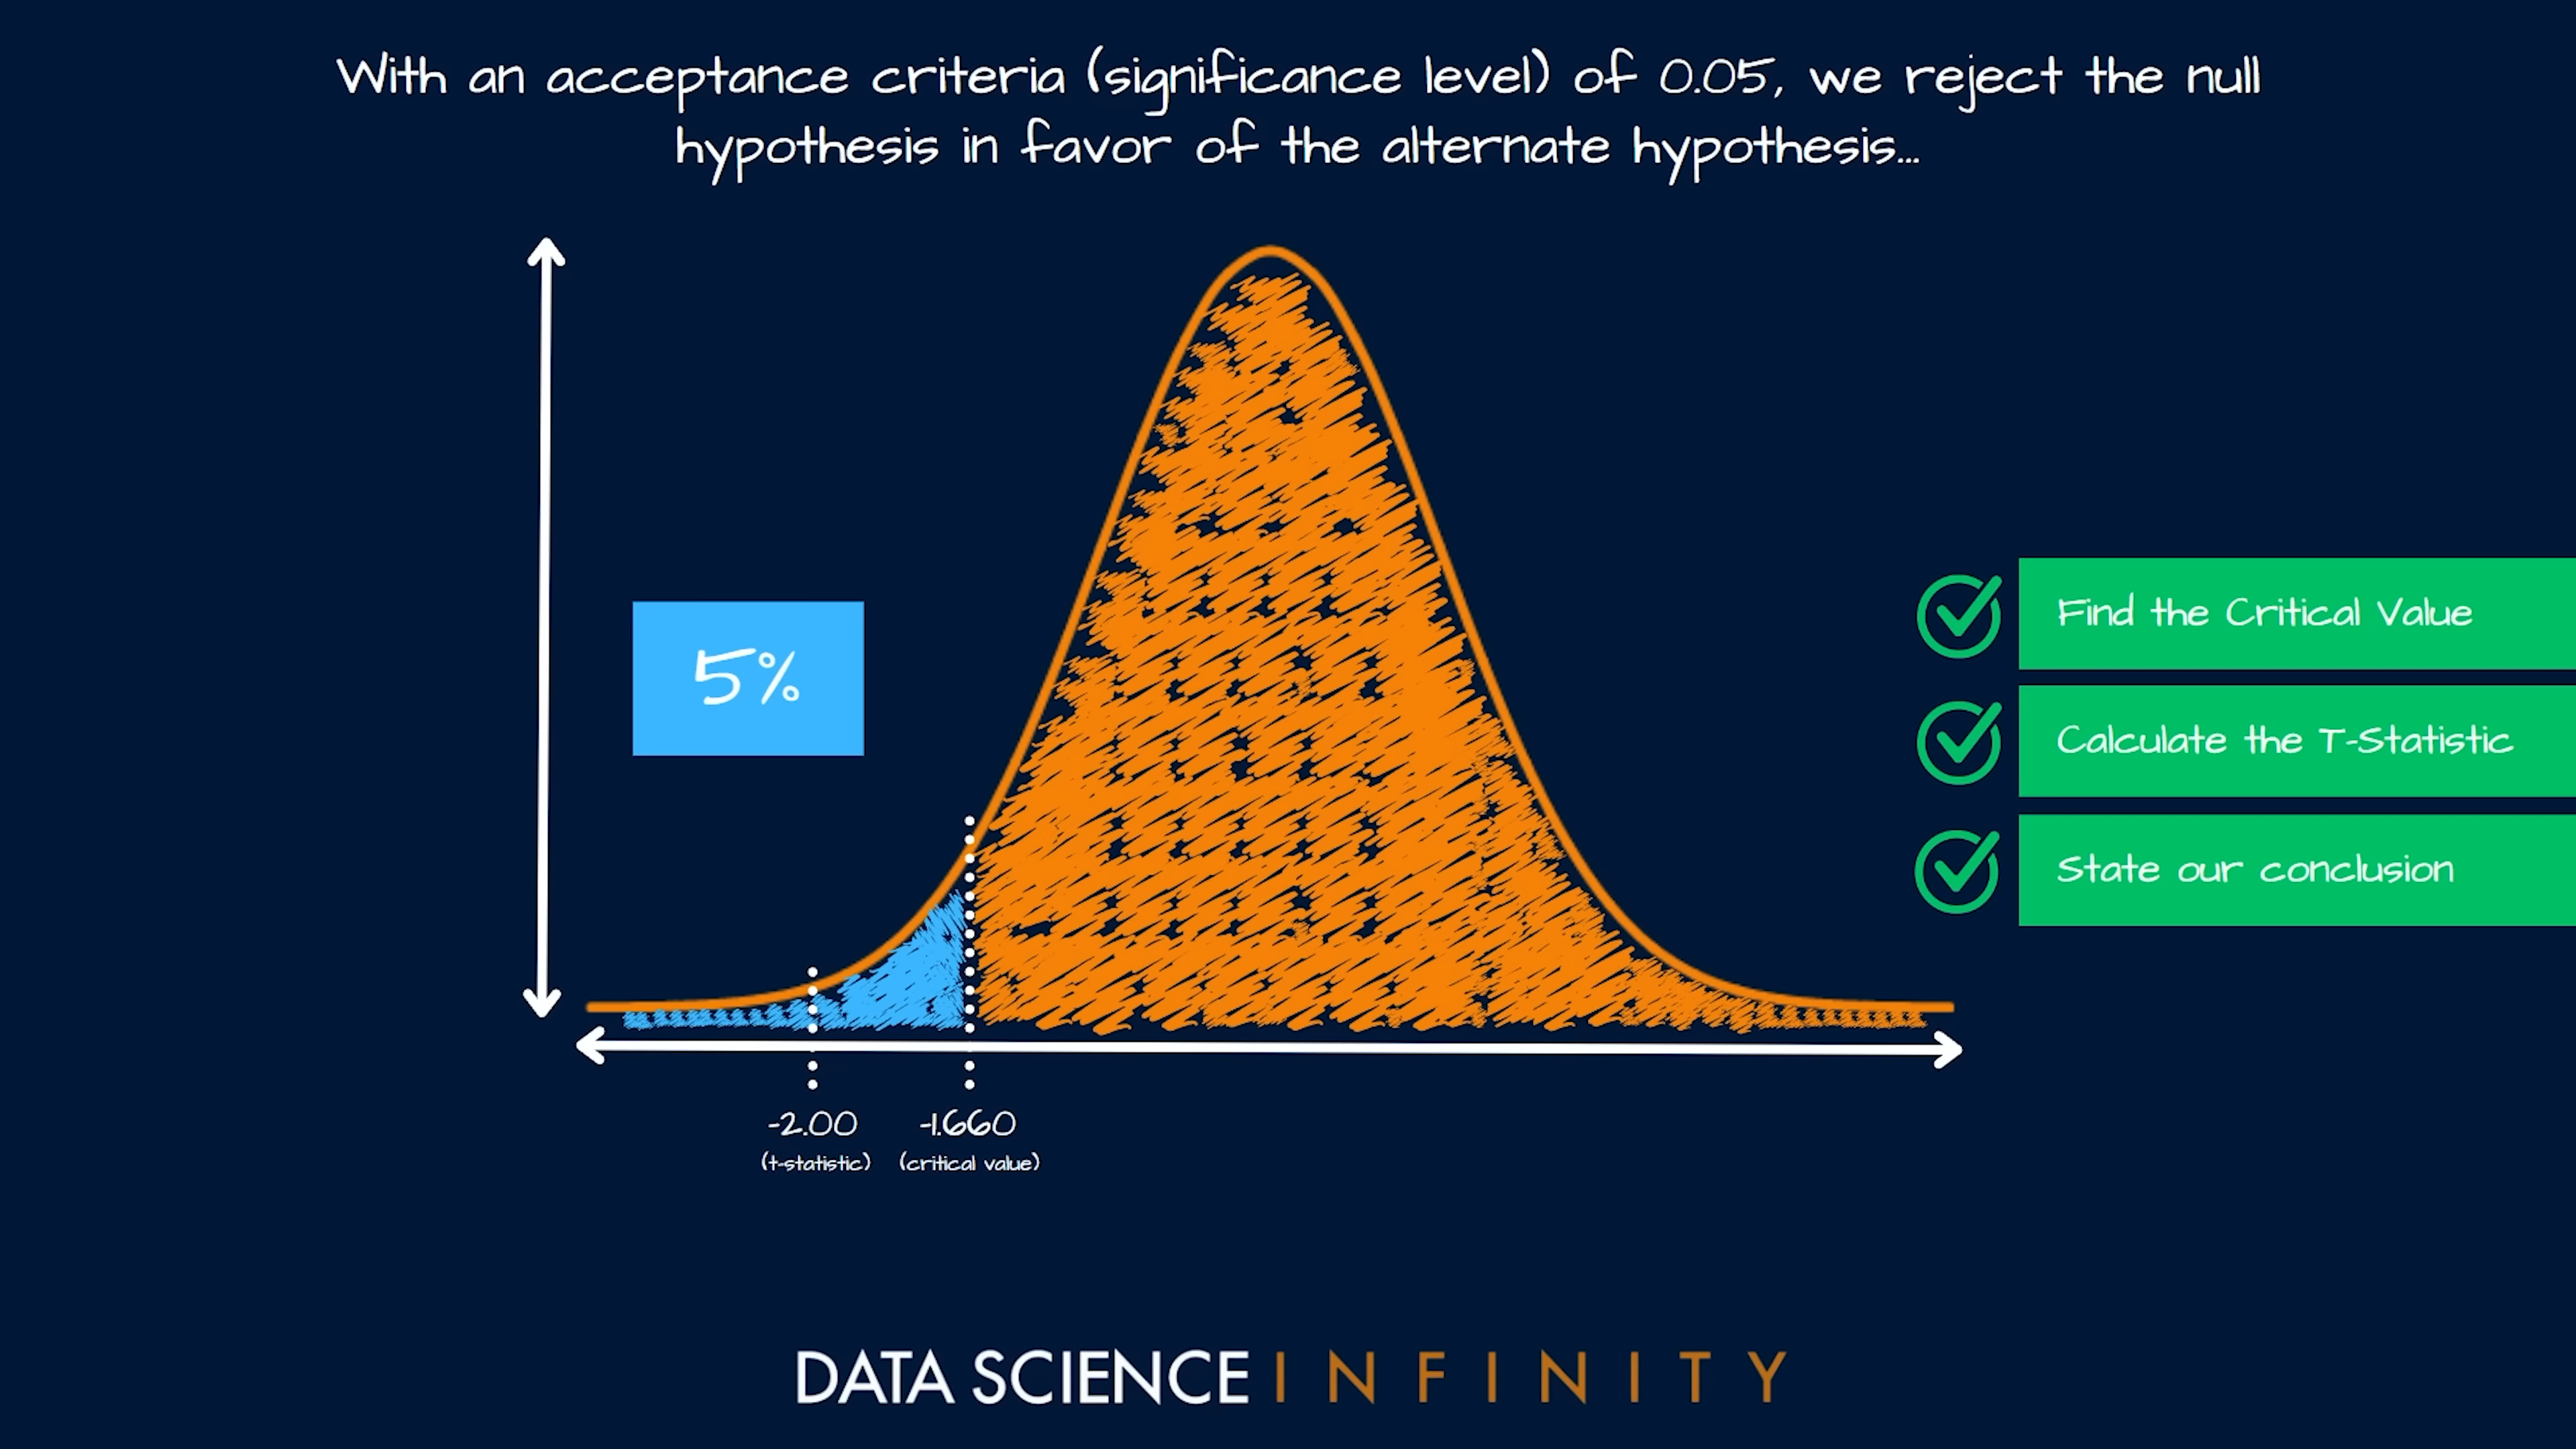 With an acceptance criteria (significance level) of 0.05, we reject the null
hypothesis in favor of the alternate hypothesis...
5%
Find the Critical Value
Calculate the T-Statistic
State our conclusion
-2.00
(t-statistic)
-1.660
(critical value)
DATA SCIENCE INFINITY